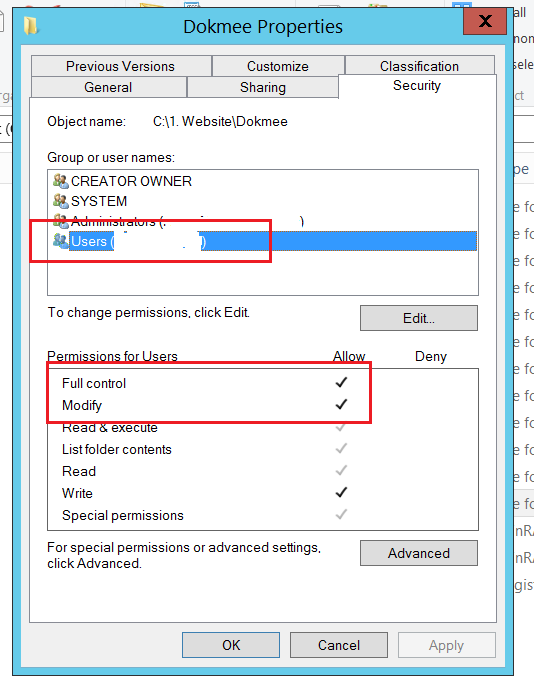 Dokmee Properties
X
Previous Versions Customize Classification
General Sharing Security
Object name: C:\1. Website\Dokmee
Group or user names:
CREATOR OWNER
SYSTEM
Administrators (. )
Users ( )
To change permissions, click Edit.
Edit...
Permissions for Users Allow Deny
Full control
Modify
Read & execute
List folder contents
Read
Write
Special permissions
For special permissions or advanced settings,
click Advanced.
Advanced
OK Cancel Apply